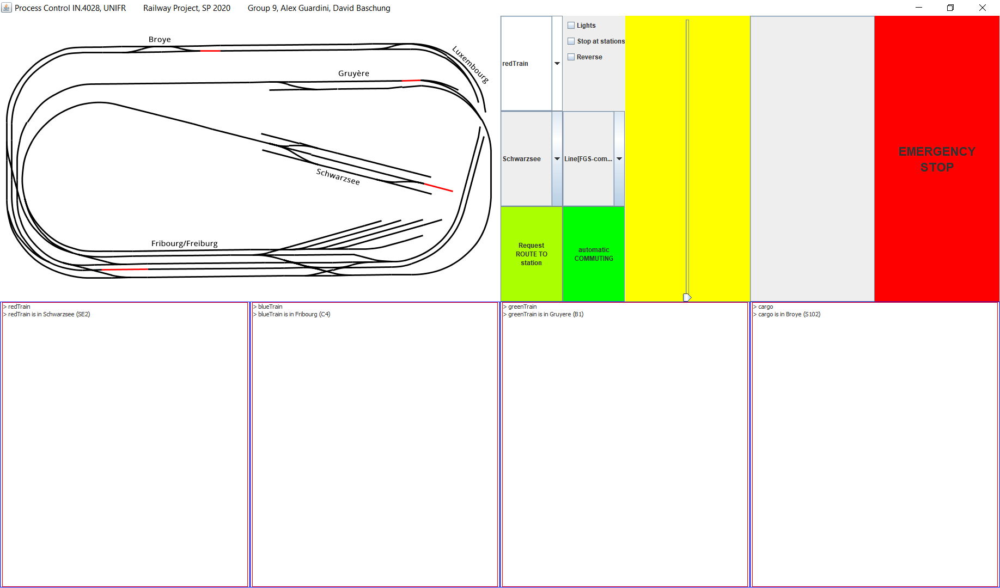 Process Control IN.4028, UNIFR Railway Project, SP 2020 Group 9, Alex Guardini, David Baschung
Broye
Luxembourg
Gruyère
Schwarzsee
Fribourg/Freiburg
redTrain
Lights
Stop at stations
Reverse
Schwarzsee
Line[FGS-com...
Request
ROUTE TO
station
automatic
COMMUTING
EMERGENCY
STOP
> redTrain
> redTrain is in Schwarzsee (SE2)
> blueTrain
> blueTrain is in Fribourg (C4)
> greenTrain
> greenTrain is in Gruyere (B1)
> cargo
> cargo is in Broye (S102)